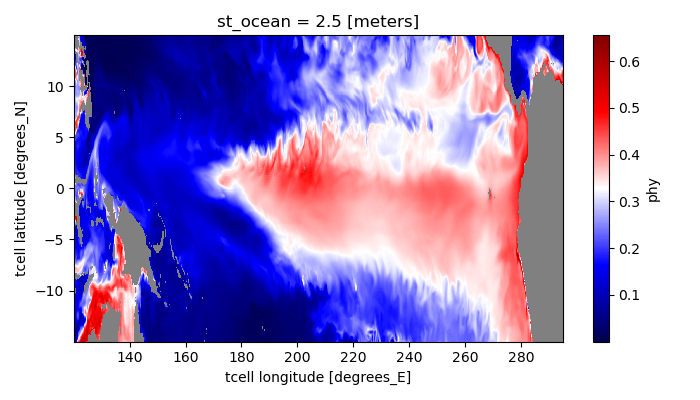 st_ocean = 2.5 [meters]
10
5
0
−5
−10
tcell latitude [degrees_N]
140 160 180 200 220 240 260 280
tcell longitude [degrees_E]
0.6
0.5
0.4
0.3
0.2
0.1
phy